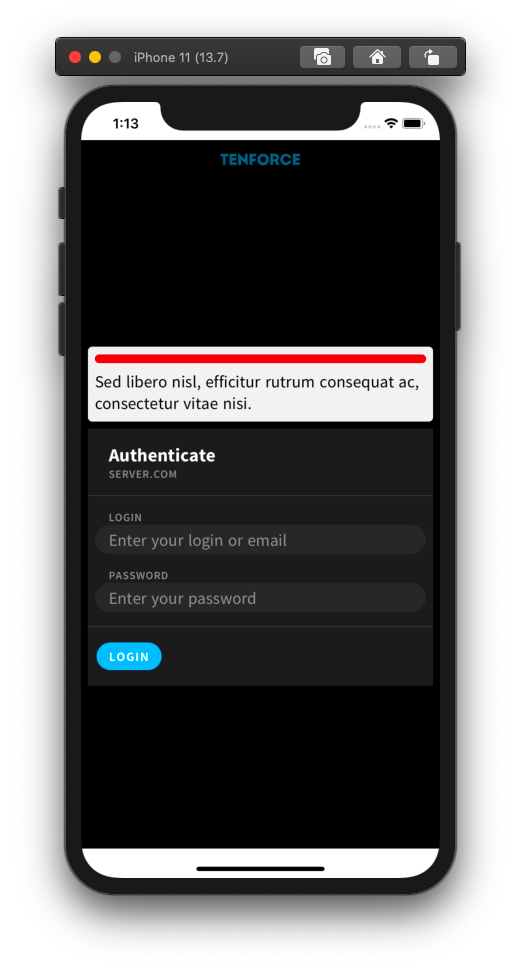 iPhone 11 (13.7)
1:13
TENFORCE
Sed libero nisl, efficitur rutrum consequat ac,
consectetur vitae nisi.
Authenticate
SERVER.COM
LOGIN
Enter your login or email
PASSWORD
Enter your password
LOGIN